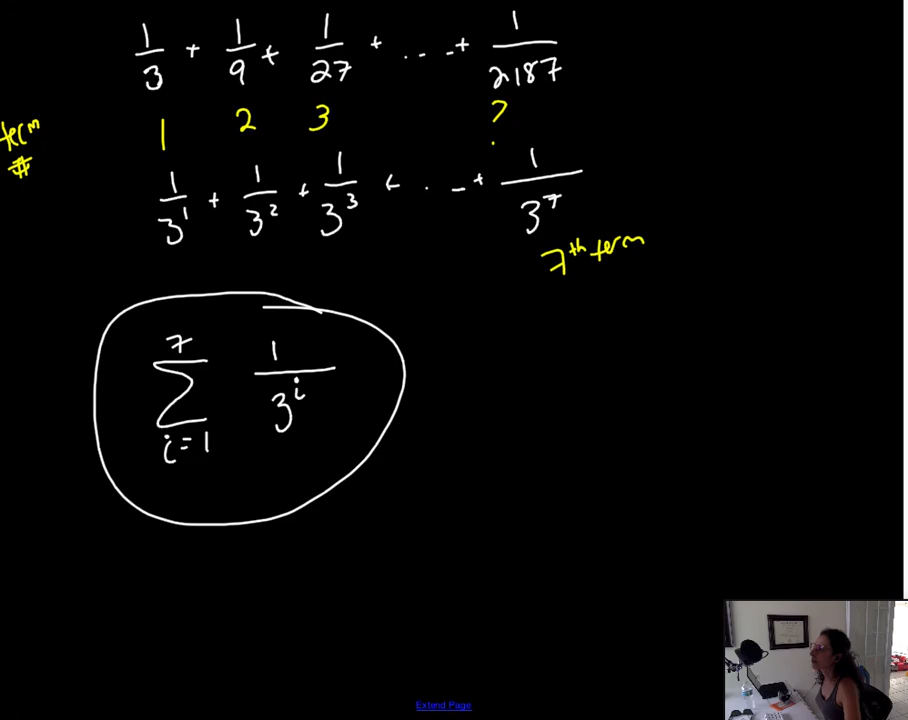 1/3 + 1/9 + 1/27 + ... + 1/2187
term # 1 2 3 ?
1/3^1 + 1/3^2 + 1/3^3 + ... + 1/3^7
7th term
7
Σ 1/3^i
i=1
Extend Page